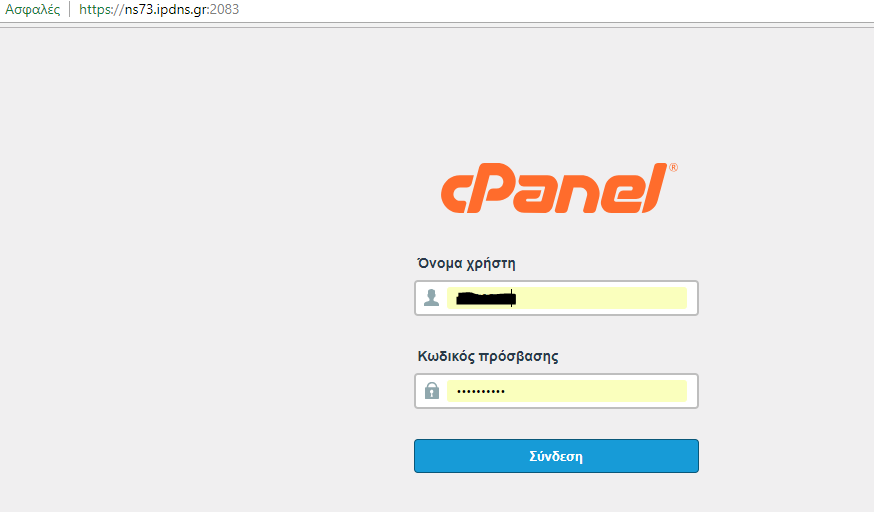 Ασφαλές | https://ns73.ipdns.gr:2083
cPanel®
Όνομα χρήστη
Κωδικός πρόσβασης
••••••••••
Σύνδεση